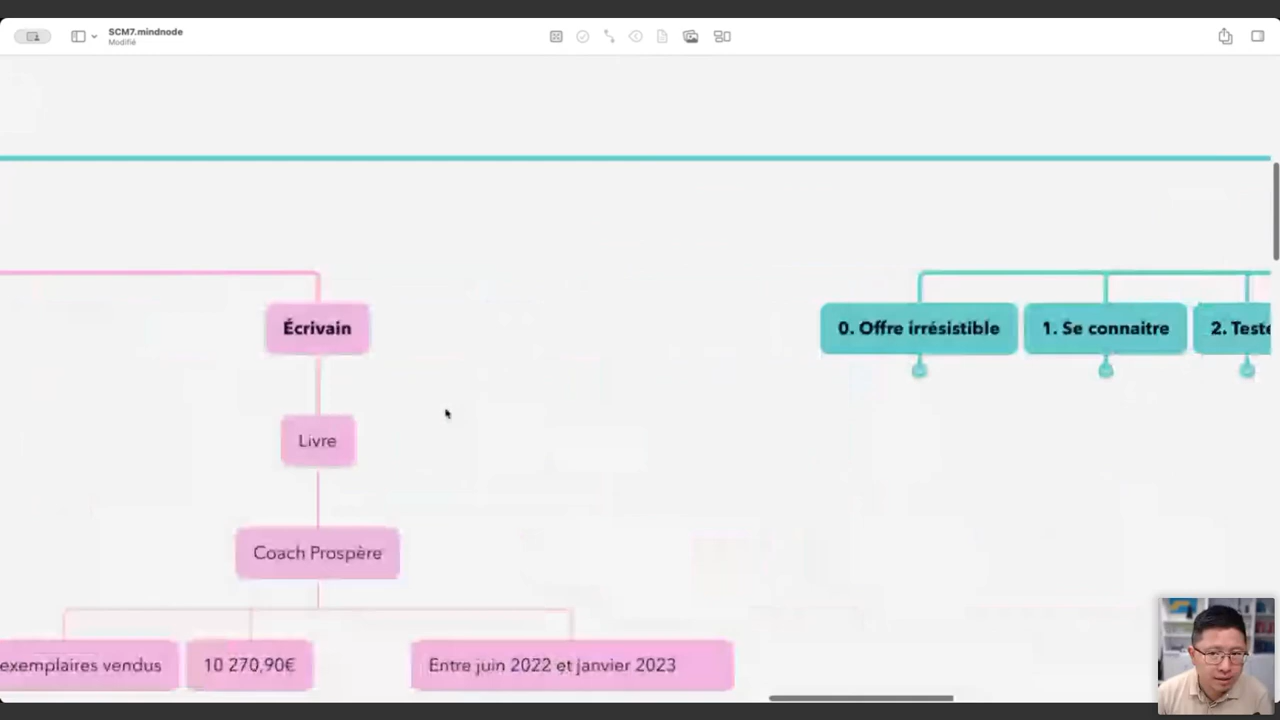 SCM7.mindnode
Modifié
Écrivain
0. Offre irrésistible
1. Se connaitre
2. Teste
Livre
Coach Prospère
exemplaires vendus
10 270,90€
Entre juin 2022 et janvier 2023